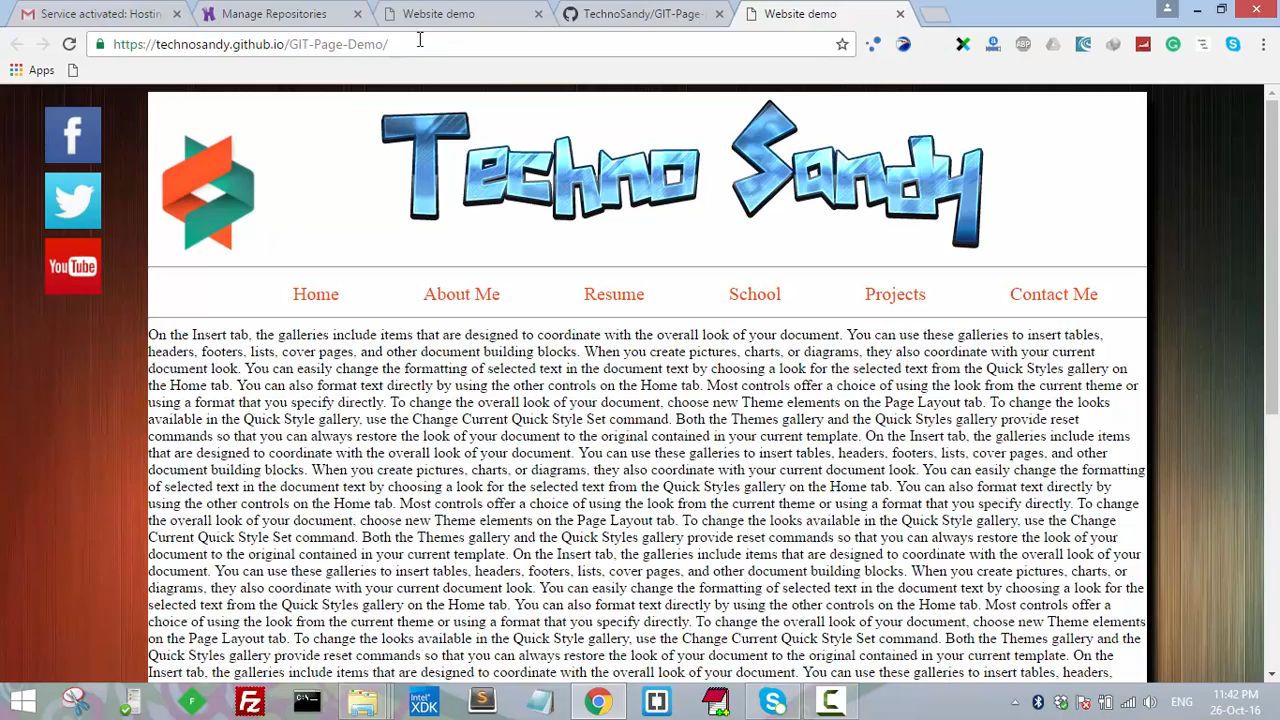 Service activated: Hostin
Manage Repositories
Website demo
TechnoSandy/GIT-Page-
Website demo
https://technosandy.github.io/GIT-Page-Demo/
ABP
Apps
f
Techno Sandy
YouTube
Home
About Me
Resume
School
Projects
Contact Me
On the Insert tab, the galleries include items that are designed to coordinate with the overall look of your document. You can use these galleries to insert tables,
headers, footers, lists, cover pages, and other document building blocks. When you create pictures, charts, or diagrams, they also coordinate with your current
document look. You can easily change the formatting of selected text in the document text by choosing a look for the selected text from the Quick Styles gallery on
the Home tab. You can also format text directly by using the other controls on the Home tab. Most controls offer a choice of using the look from the current theme or
using a format that you specify directly. To change the overall look of your document, choose new Theme elements on the Page Layout tab. To change the looks
available in the Quick Style gallery, use the Change Current Quick Style Set command. Both the Themes gallery and the Quick Styles gallery provide reset
commands so that you can always restore the look of your document to the original contained in your current template. On the Insert tab, the galleries include items
that are designed to coordinate with the overall look of your document. You can use these galleries to insert tables, headers, footers, lists, cover pages, and other
document building blocks. When you create pictures, charts, or diagrams, they also coordinate with your current document look. You can easily change the formatting
of selected text in the document text by choosing a look for the selected text from the Quick Styles gallery on the Home tab. You can also format text directly by
using the other controls on the Home tab. Most controls offer a choice of using the look from the current theme or using a format that you specify directly. To change
the overall look of your document, choose new Theme elements on the Page Layout tab. To change the looks available in the Quick Style gallery, use the Change
Current Quick Style Set command. Both the Themes gallery and the Quick Styles gallery provide reset commands so that you can always restore the look of your
document to the original contained in your current template. On the Insert tab, the galleries include items that are designed to coordinate with the overall look of your
document. You can use these galleries to insert tables, headers, footers, lists, cover pages, and other document building blocks. When you create pictures, charts, or
diagrams, they also coordinate with your current document look. You can easily change the formatting of selected text in the document text by choosing a look for the
selected text from the Quick Styles gallery on the Home tab. You can also format text directly by using the other controls on the Home tab. Most controls offer a
choice of using the look from the current theme or using a format that you specify directly. To change the overall look of your document, choose new Theme elements
on the Page Layout tab. To change the looks available in the Quick Style gallery, use the Change Current Quick Style Set command. Both the Themes gallery and the
Quick Styles gallery provide reset commands so that you can always restore the look of your document to the original contained in your current template. On the
Insert tab, the galleries include items that are designed to coordinate with the overall look of your document. You can use these galleries to insert tables, headers,
intel
XDK
ENG
11:42 PM
26-Oct-16